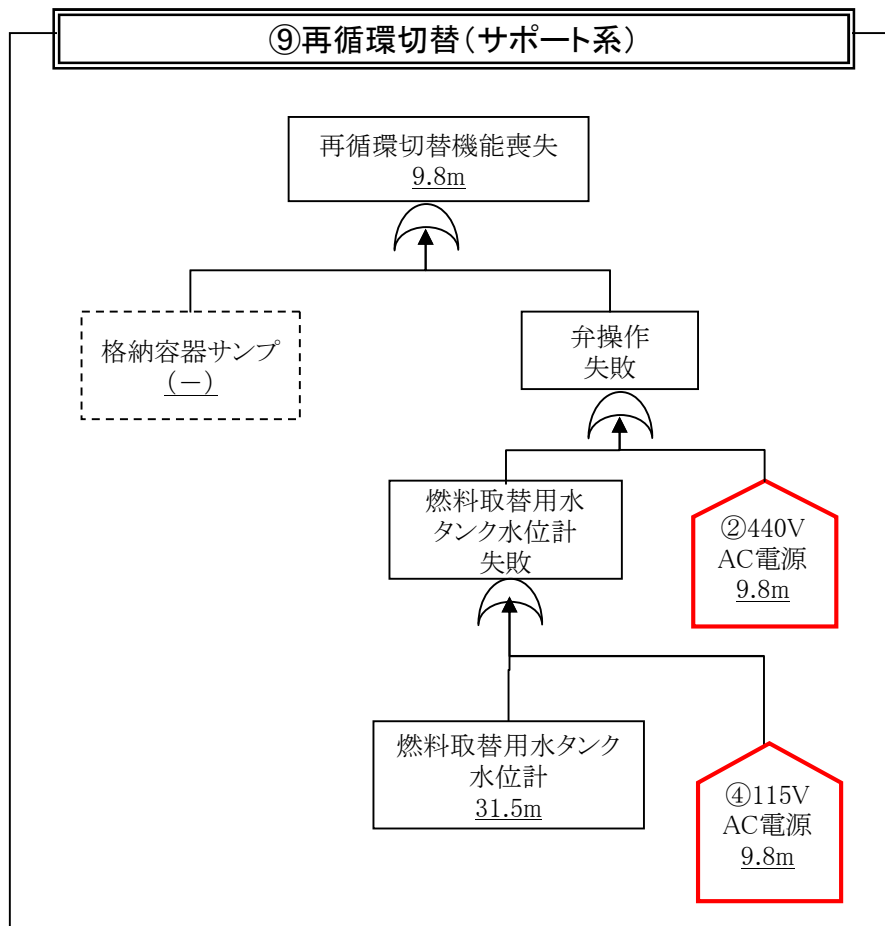 ⑨再循環切替(サポート系)
再循環切替機能喪失
9.8m
格納容器サンプ
(-)
弁操作
失敗
燃料取替用水
タンク水位計
失敗
②440V
AC電源
9.8m
燃料取替用水タンク
水位計
31.5m
④115V
AC電源
9.8m